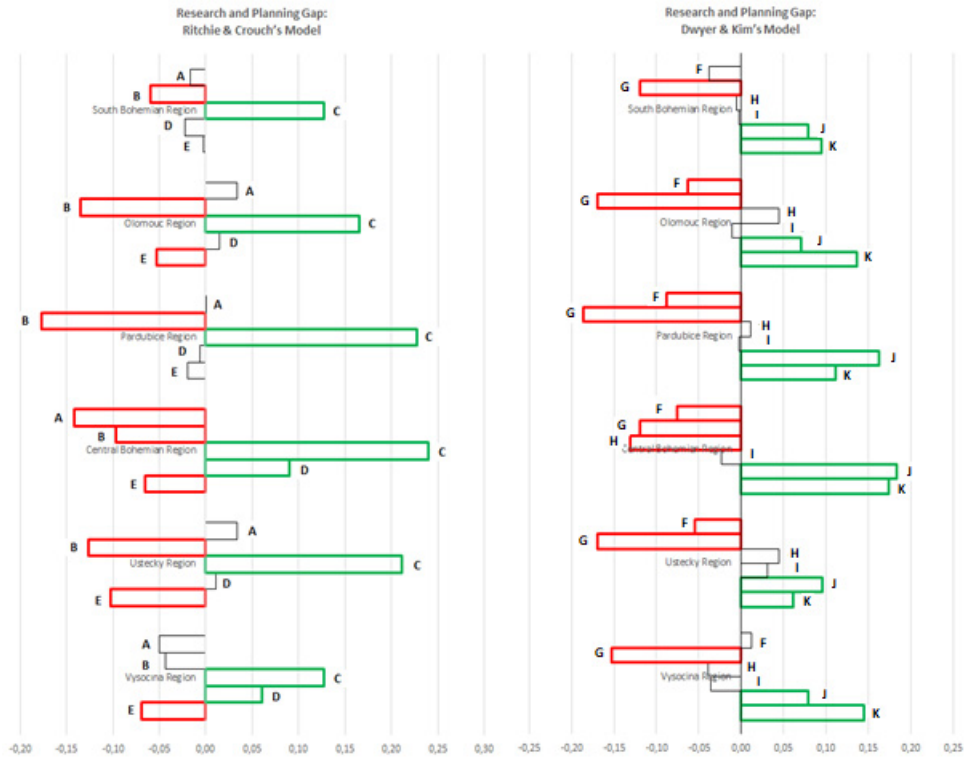 Research and Planning Gap:
Ritchie & Crouch's Model
A
B
South Bohemian Region
C
D
E
A
B
Olomouc Region
C
D
E
A
B
Pardubice Region
C
D
E
A
B
Central Bohemian Region
C
D
E
A
B
Ustecky Region
C
D
E
A
B
Vysocina Region
C
D
E
-0,20 -0,15 -0,10 -0,05 0,00 0,05 0,10 0,15 0,20 0,25 0,30
Research and Planning Gap:
Dwyer & Kim's Model
F
G
H
South Bohemian Region
I
J
K
F
G
H
Olomouc Region
I
J
K
F
G
H
Pardubice Region
I
J
K
F
G
H
Central Bohemian Region
I
J
K
F
G
H
Ustecky Region
I
J
K
F
G
H
Vysocina Region
I
J
K
-0,25 -0,20 -0,15 -0,10 -0,05 0,00 0,05 0,10 0,15 0,20 0,25